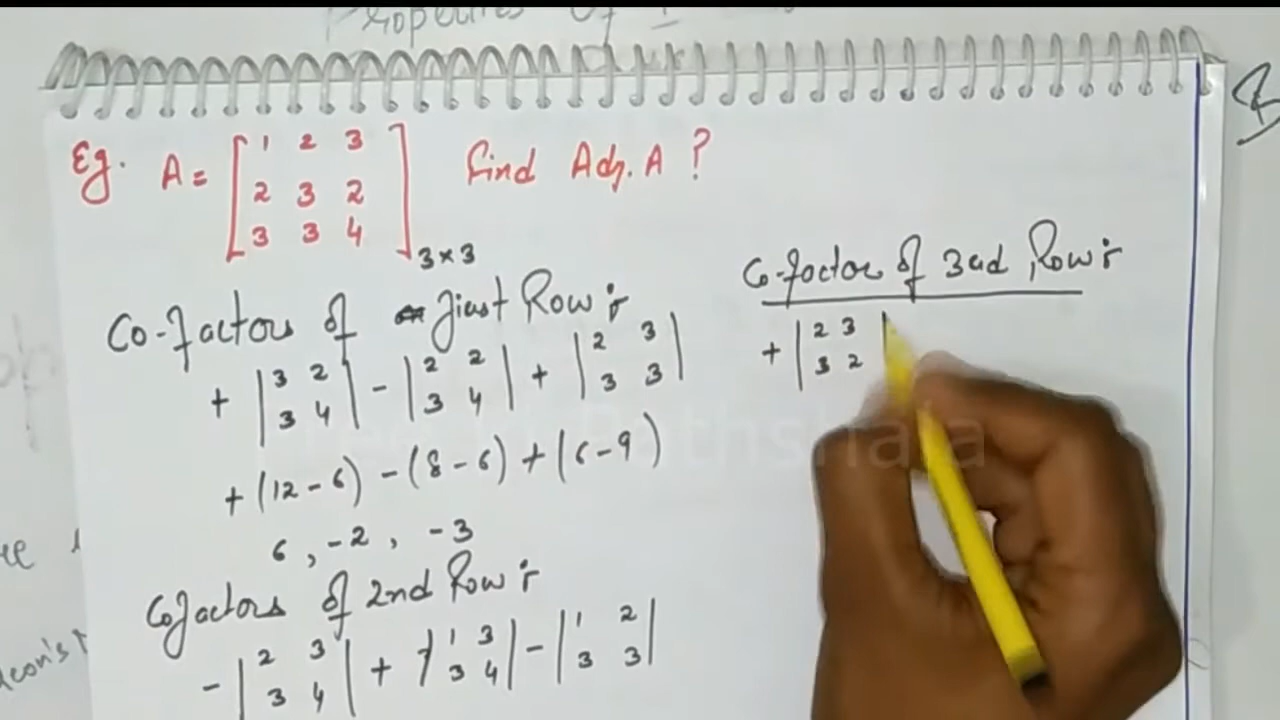 Properties of
Eg. A = [ 1 2 3
2 3 2
3 3 4 ] 3×3
find Adj. A ?
Co-factors of first Row :-
+ | 3 2 | - | 2 2 | + | 2 3 |
| 3 4 | | 3 4 | | 3 3 |
+ (12 - 6) - (8 - 6) + (6 - 9)
6 , -2 , -3
Cofactors of 2nd Row :-
- | 2 3 | + | 1 3 | - | 1 2 |
| 3 4 | | 3 4 | | 3 3 |
Co-factor of 3rd Row :-
+ | 2 3 |
| 3 2